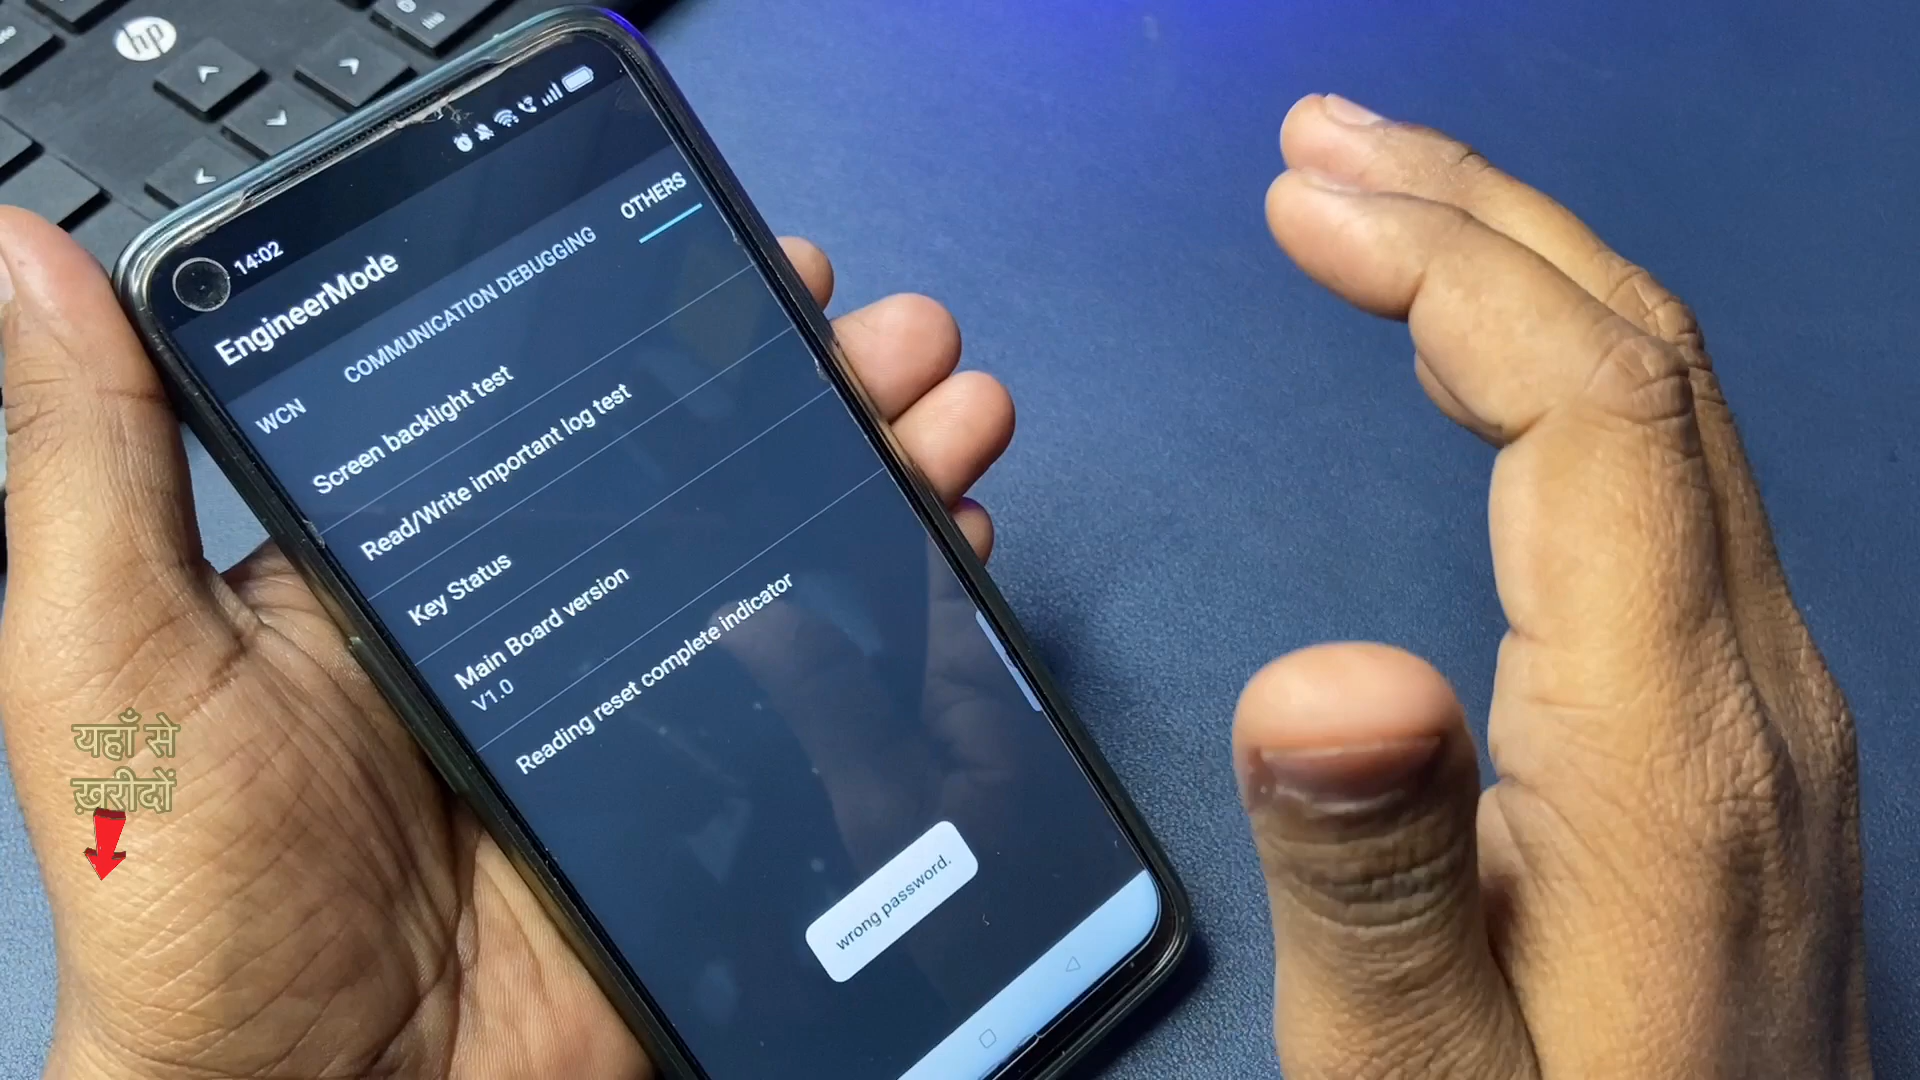 hp
14:02
EngineerMode
WCN
COMMUNICATION DEBUGGING
OTHERS
Screen backlight test
Read/Write important log test
Key Status
Main Board version
V1.0
Reading reset complete indicator
wrong password.
यहाँ से
ख़रीदों